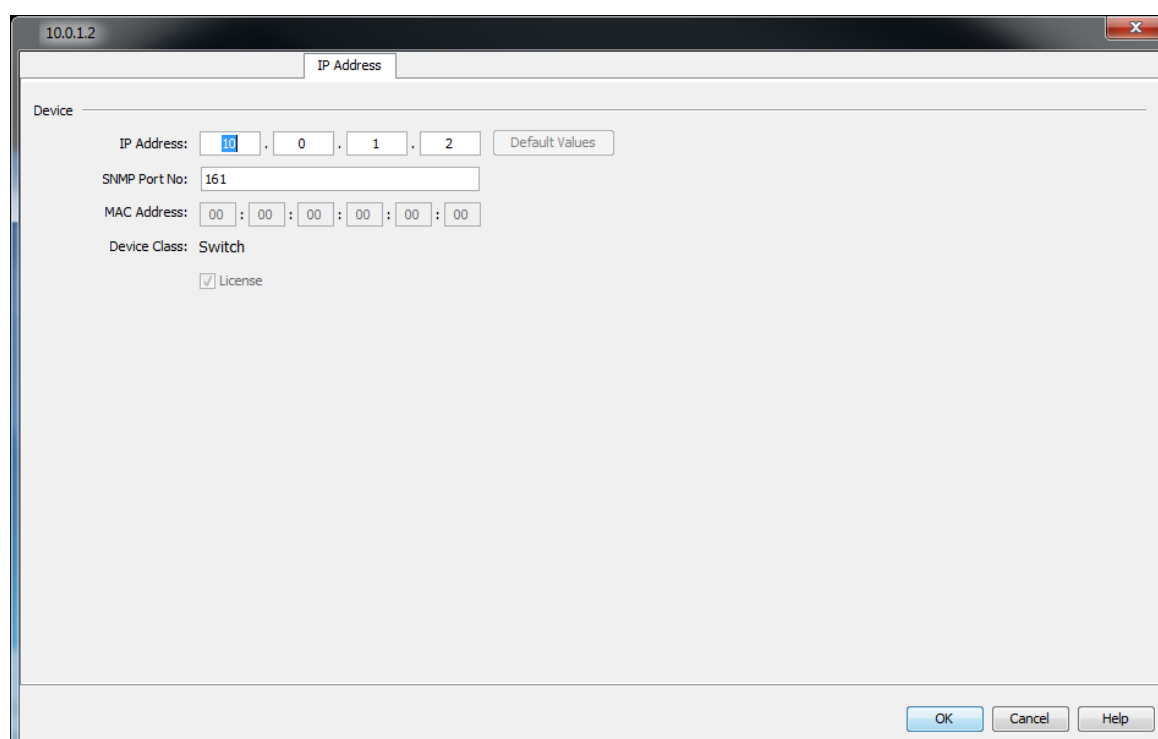 10.0.1.2
IP Address
Device
IP Address: 10 . 0 . 1 . 2 Default Values
SNMP Port No: 161
MAC Address: 00 : 00 : 00 : 00 : 00 : 00
Device Class: Switch
License
OK Cancel Help